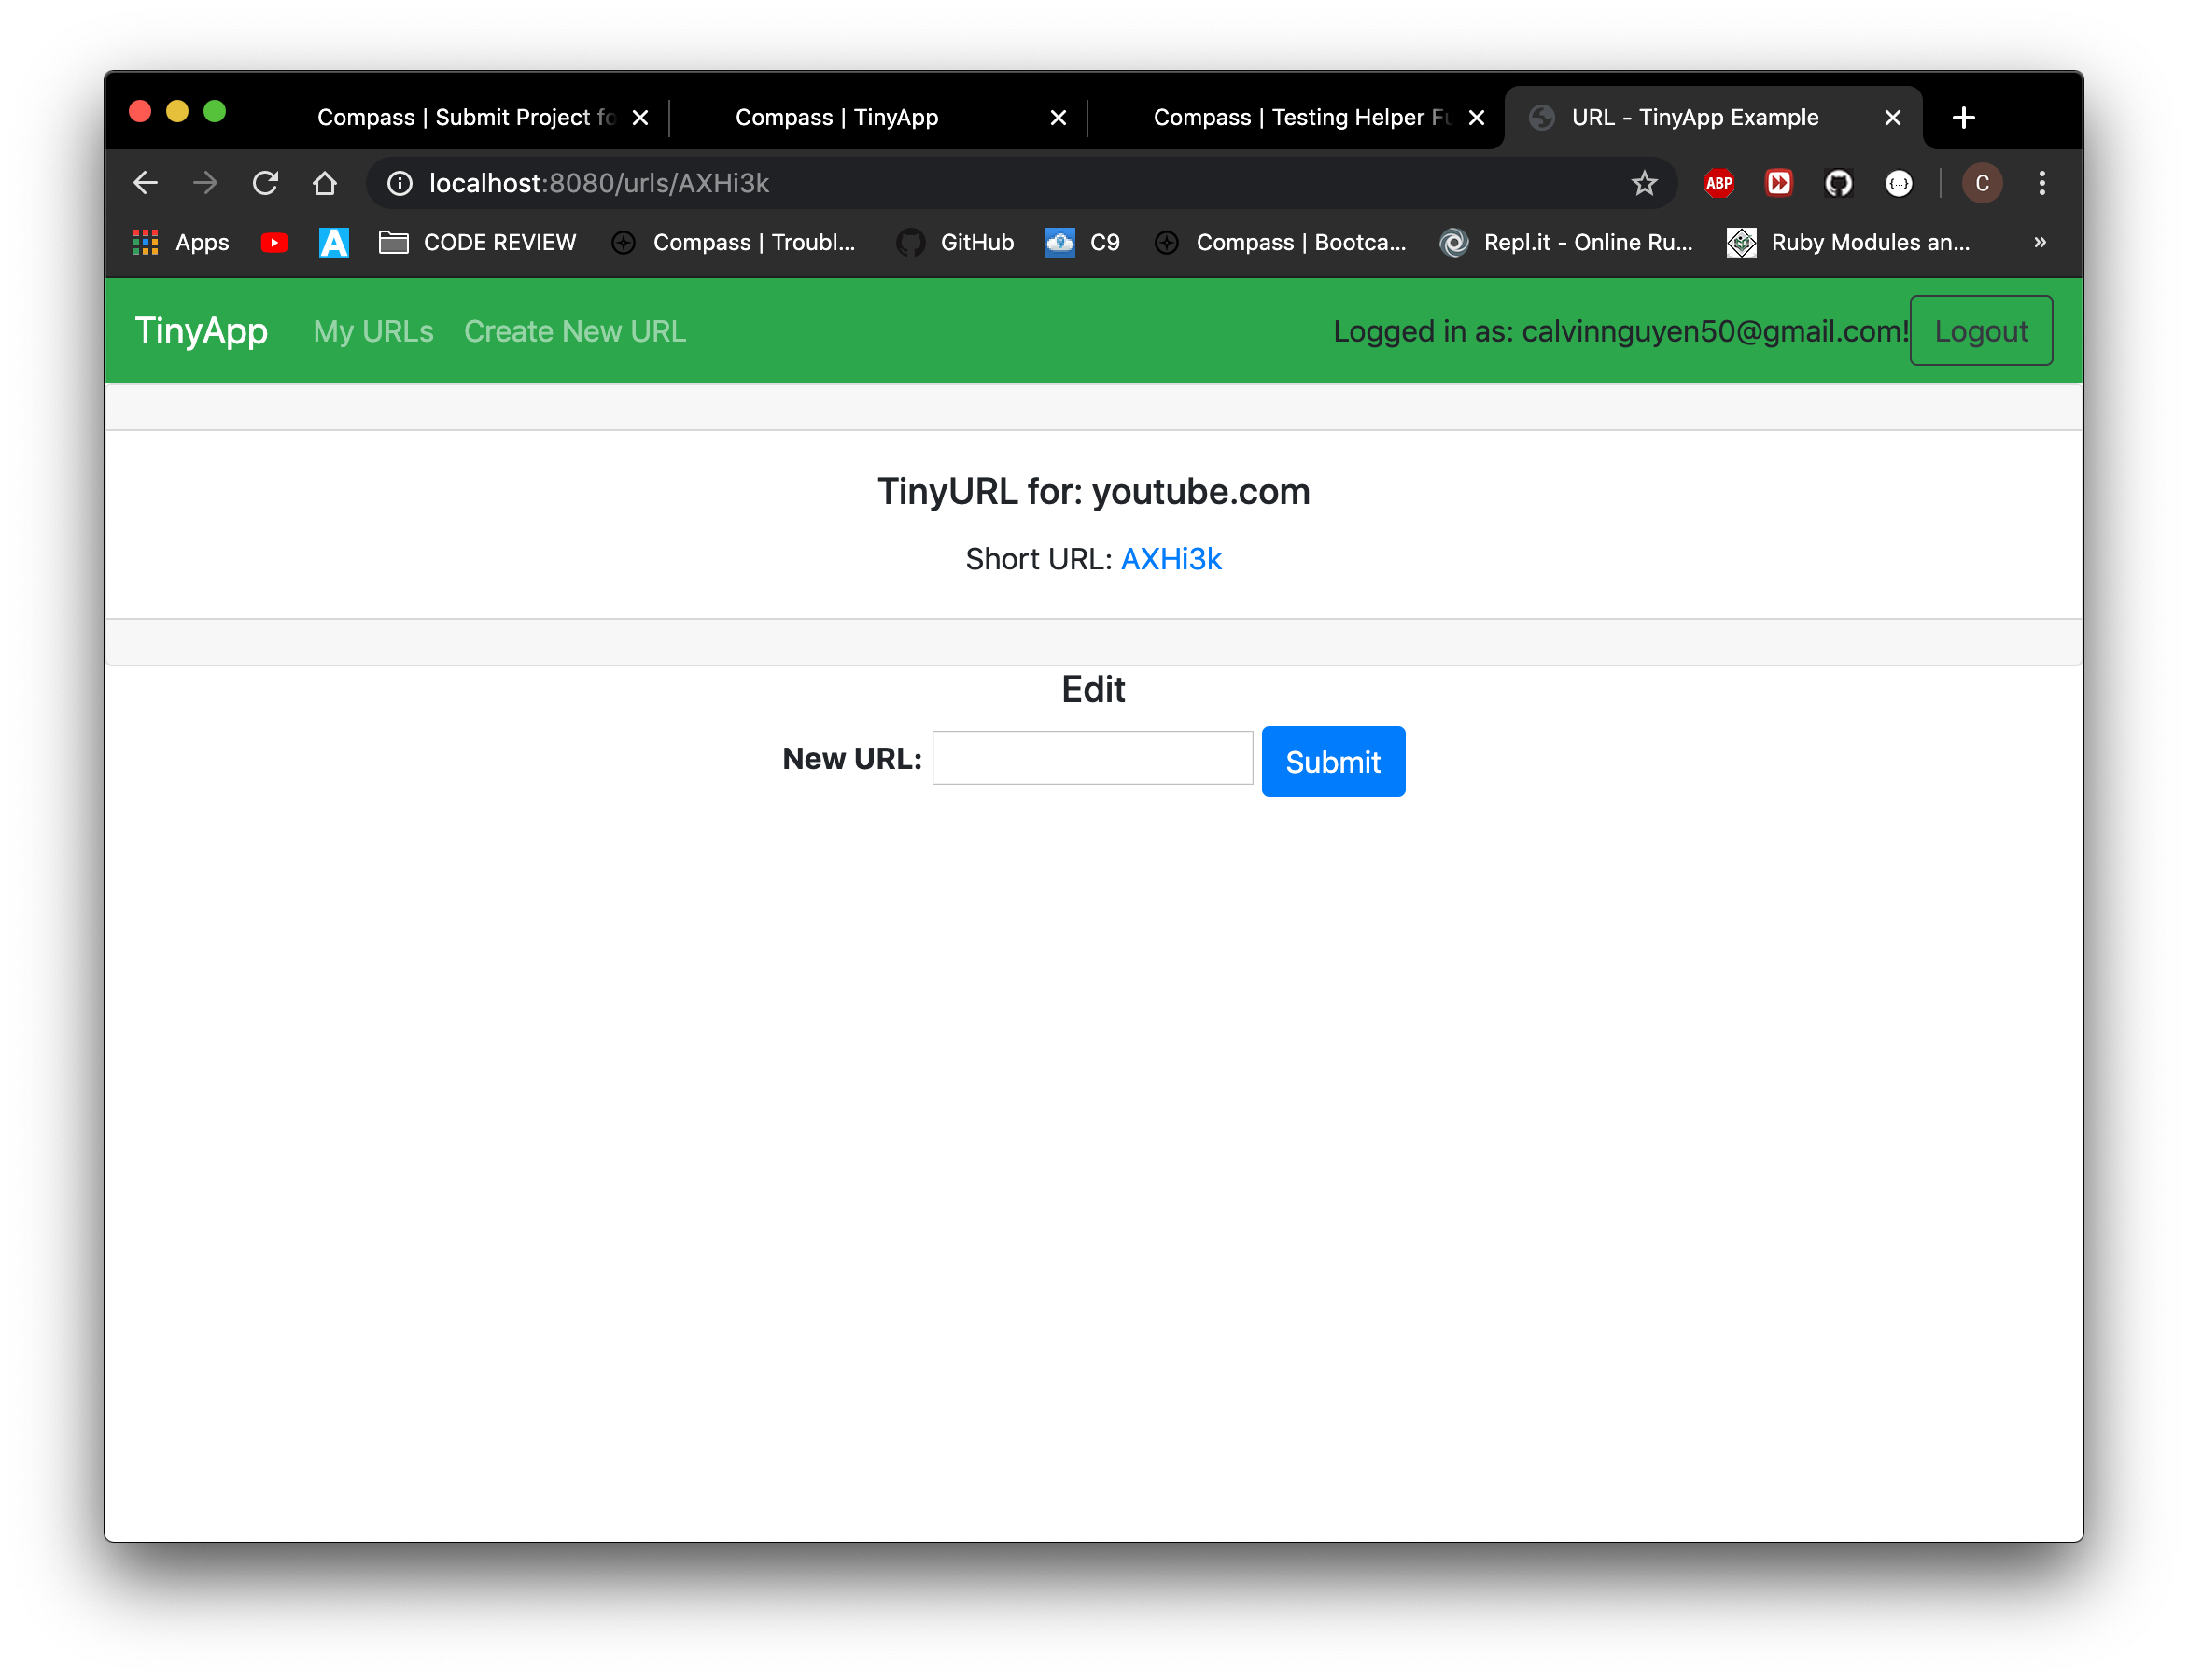 Compass | Submit Project fo
Compass | TinyApp
Compass | Testing Helper Fu
URL - TinyApp Example
localhost:8080/urls/AXHi3k
ABP
{...}
C
Apps
A
CODE REVIEW
Compass | Troubl...
GitHub
C9
Compass | Bootca...
Repl.it - Online Ru...
Ruby Modules an...
»
TinyApp
My URLs
Create New URL
Logged in as: calvinnguyen50@gmail.com!
Logout
TinyURL for: youtube.com
Short URL: AXHi3k
Edit
New URL:
Submit